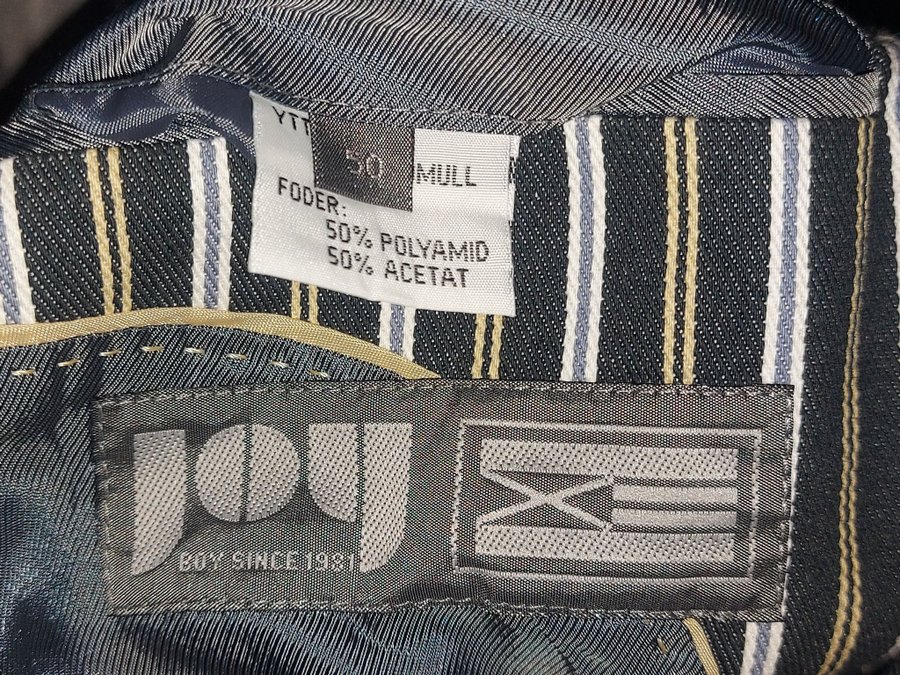 YTT
50
MULL
FODER:
50% POLYAMID
50% ACETAT
JOY
BOY SINCE 1981